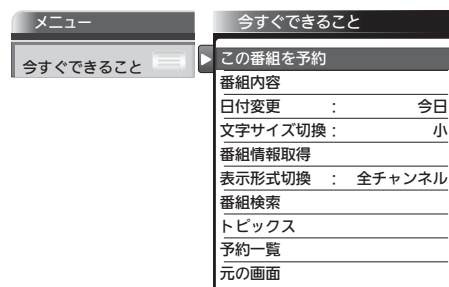 メニュー
今すぐできること
今すぐできること
この番組を予約
番組内容
日付変更 : 今日
文字サイズ切換 : 小
番組情報取得
表示形式切換 : 全チャンネル
番組検索
トピックス
予約一覧
元の画面